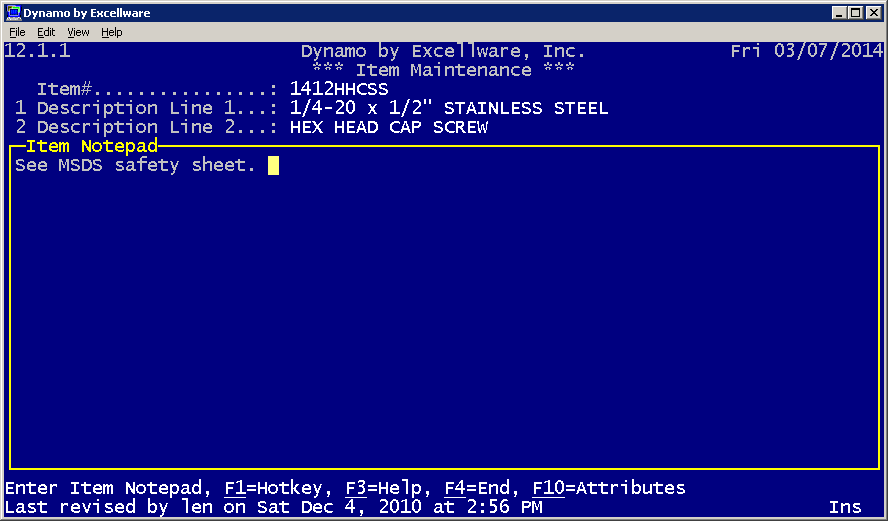 Dynamo by Excellware
File Edit View Help
12.1.1 Dynamo by Excellware, Inc. Fri 03/07/2014
*** Item Maintenance ***
Item#.................: 1412HHCSS
1 Description Line 1...: 1/4-20 x 1/2" STAINLESS STEEL
2 Description Line 2...: HEX HEAD CAP SCREW
Item Notepad
See MSDS safety sheet.
Enter Item Notepad, F1=Hotkey, F3=Help, F4=End, F10=Attributes
Last revised by len on Sat Dec 4, 2010 at 2:56 PM Ins